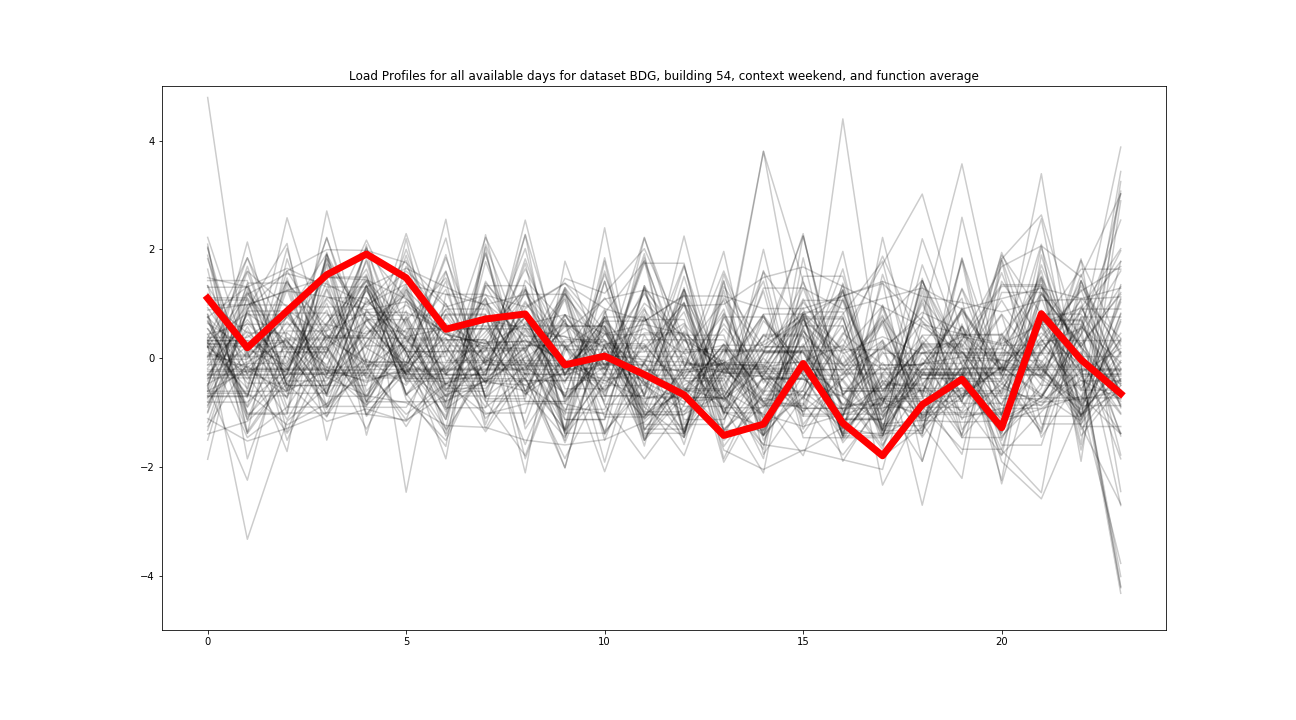 Load Profiles for all available days for dataset BDG, building 54, context weekend, and function average
4
2
0
−2
−4
0 5 10 15 20